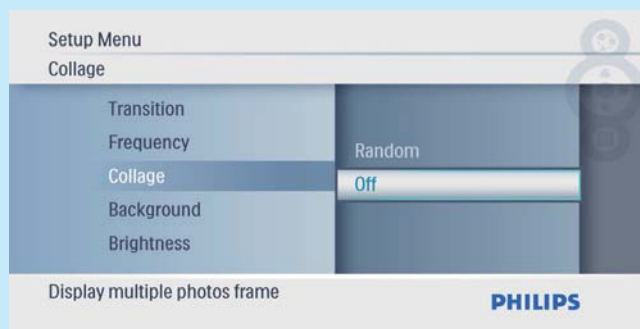 Setup Menu
Collage
Transition
Frequency
Collage
Background
Brightness
Random
Off
Display multiple photos frame
PHILIPS